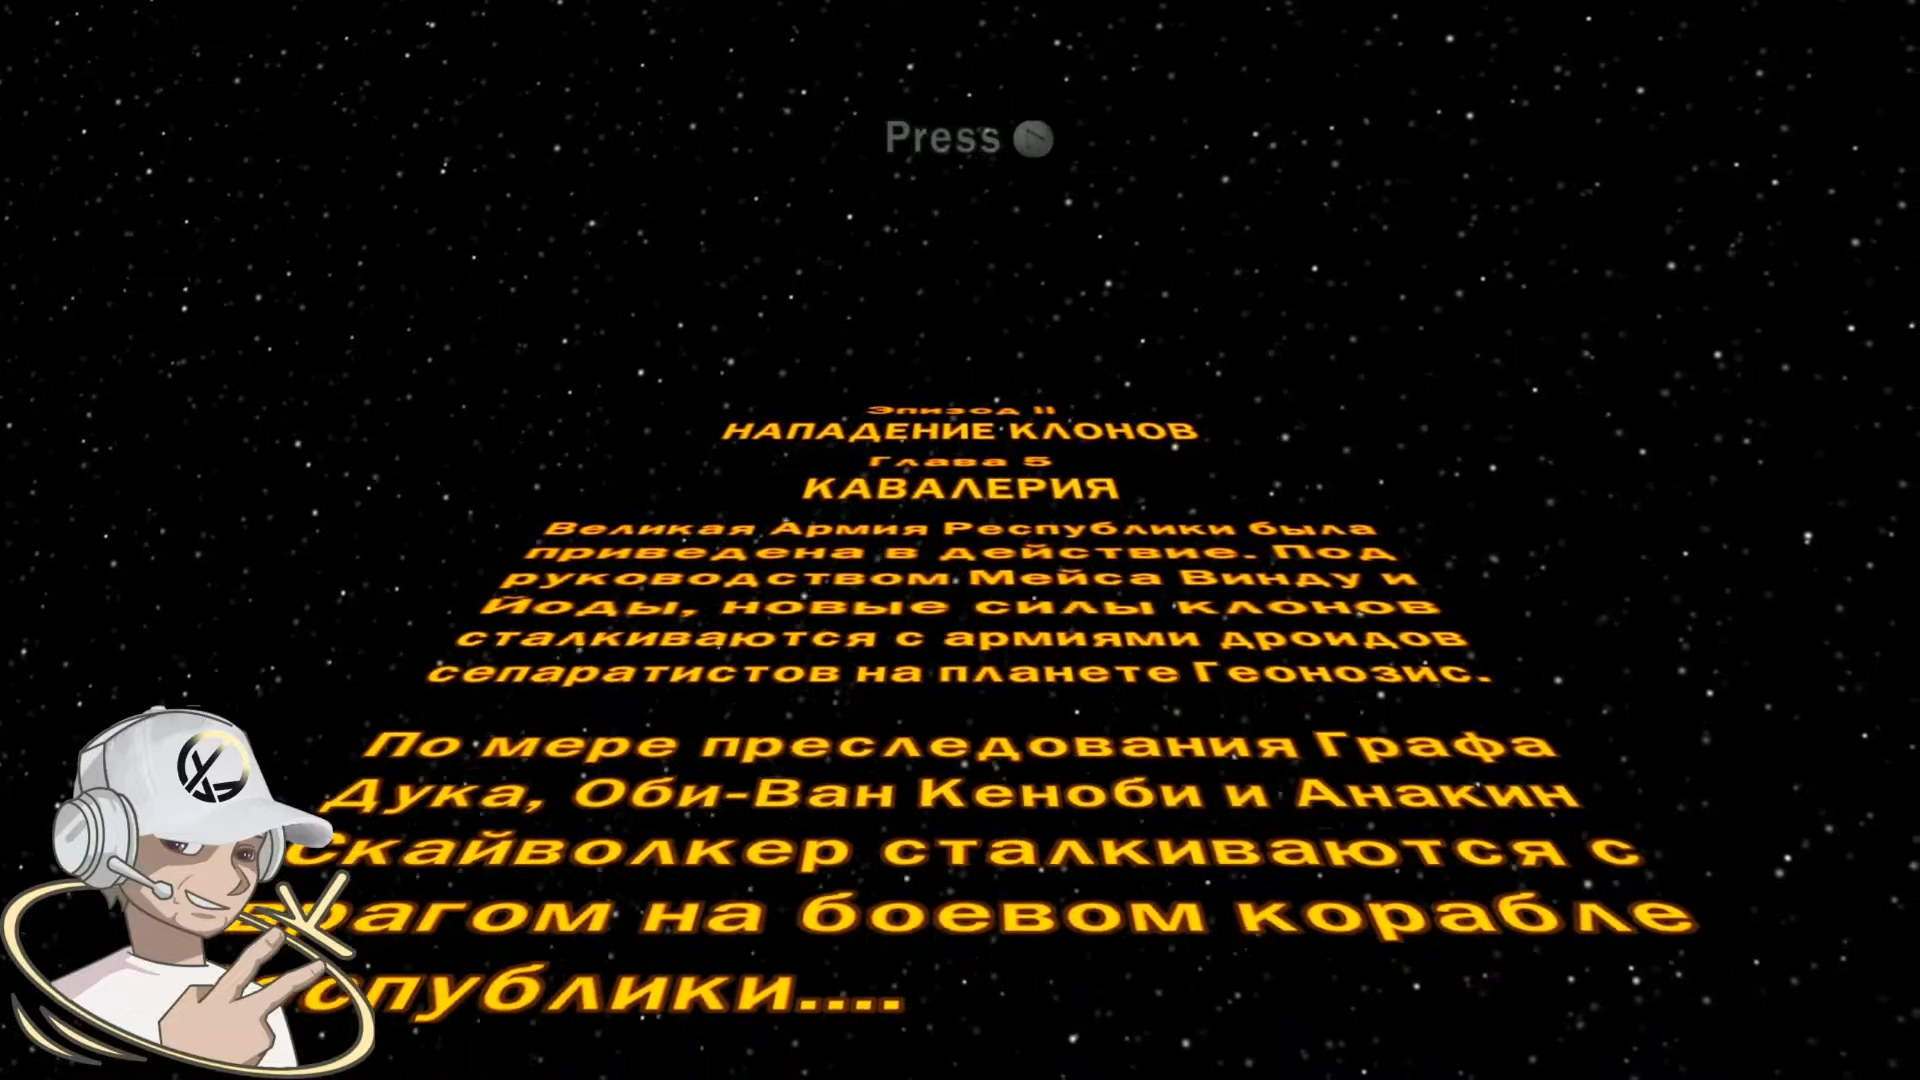 Press
Эпизод II
НАПАДЕНИЕ КЛОНОВ
Глава 5
КАВАЛЕРИЯ
Великая Армия Республики была
приведена в действие. Под
руководством Мейса Винду и
Йоды, новые силы клонов
сталкиваются с армиями дроидов
сепаратистов на планете Геонозис.
По мере преследования Графа
Дука, Оби-Ван Кеноби и Анакин
Скайволкер сталкиваются с
врагом на боевом корабле
спублики....